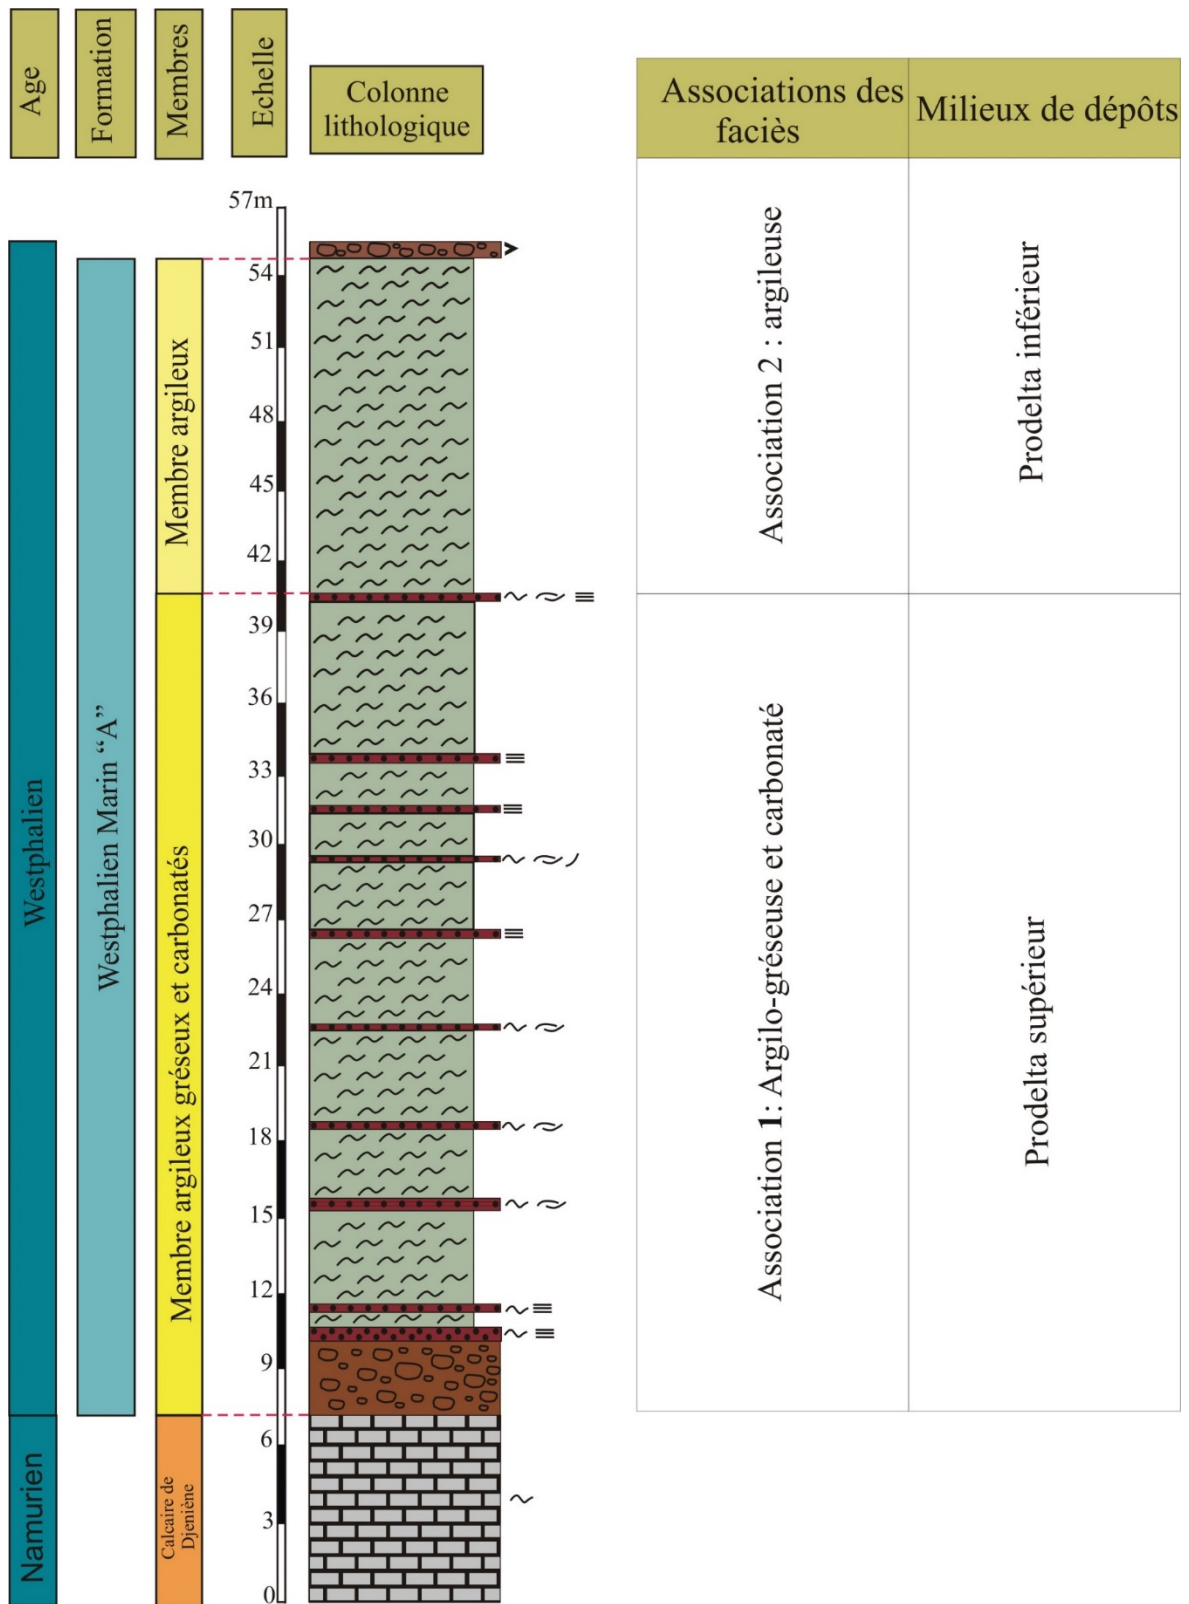 Age
Formation
Membres
Echelle
Colonne
lithologique
Associations des
faciès
Milieux de dépôts
57m
54
51
48
45
42
39
36
33
30
27
24
21
18
15
12
9
6
3
0
Westphalien
Namurien
Westphalien Marin “A”
Membre argileux
Membre argileux gréseux et carbonatés
Calcaire de
Djeniène
Association 2 : argileuse
Prodelta inférieur
Association 1: Argilo-gréseuse et carbonaté
Prodelta supérieur